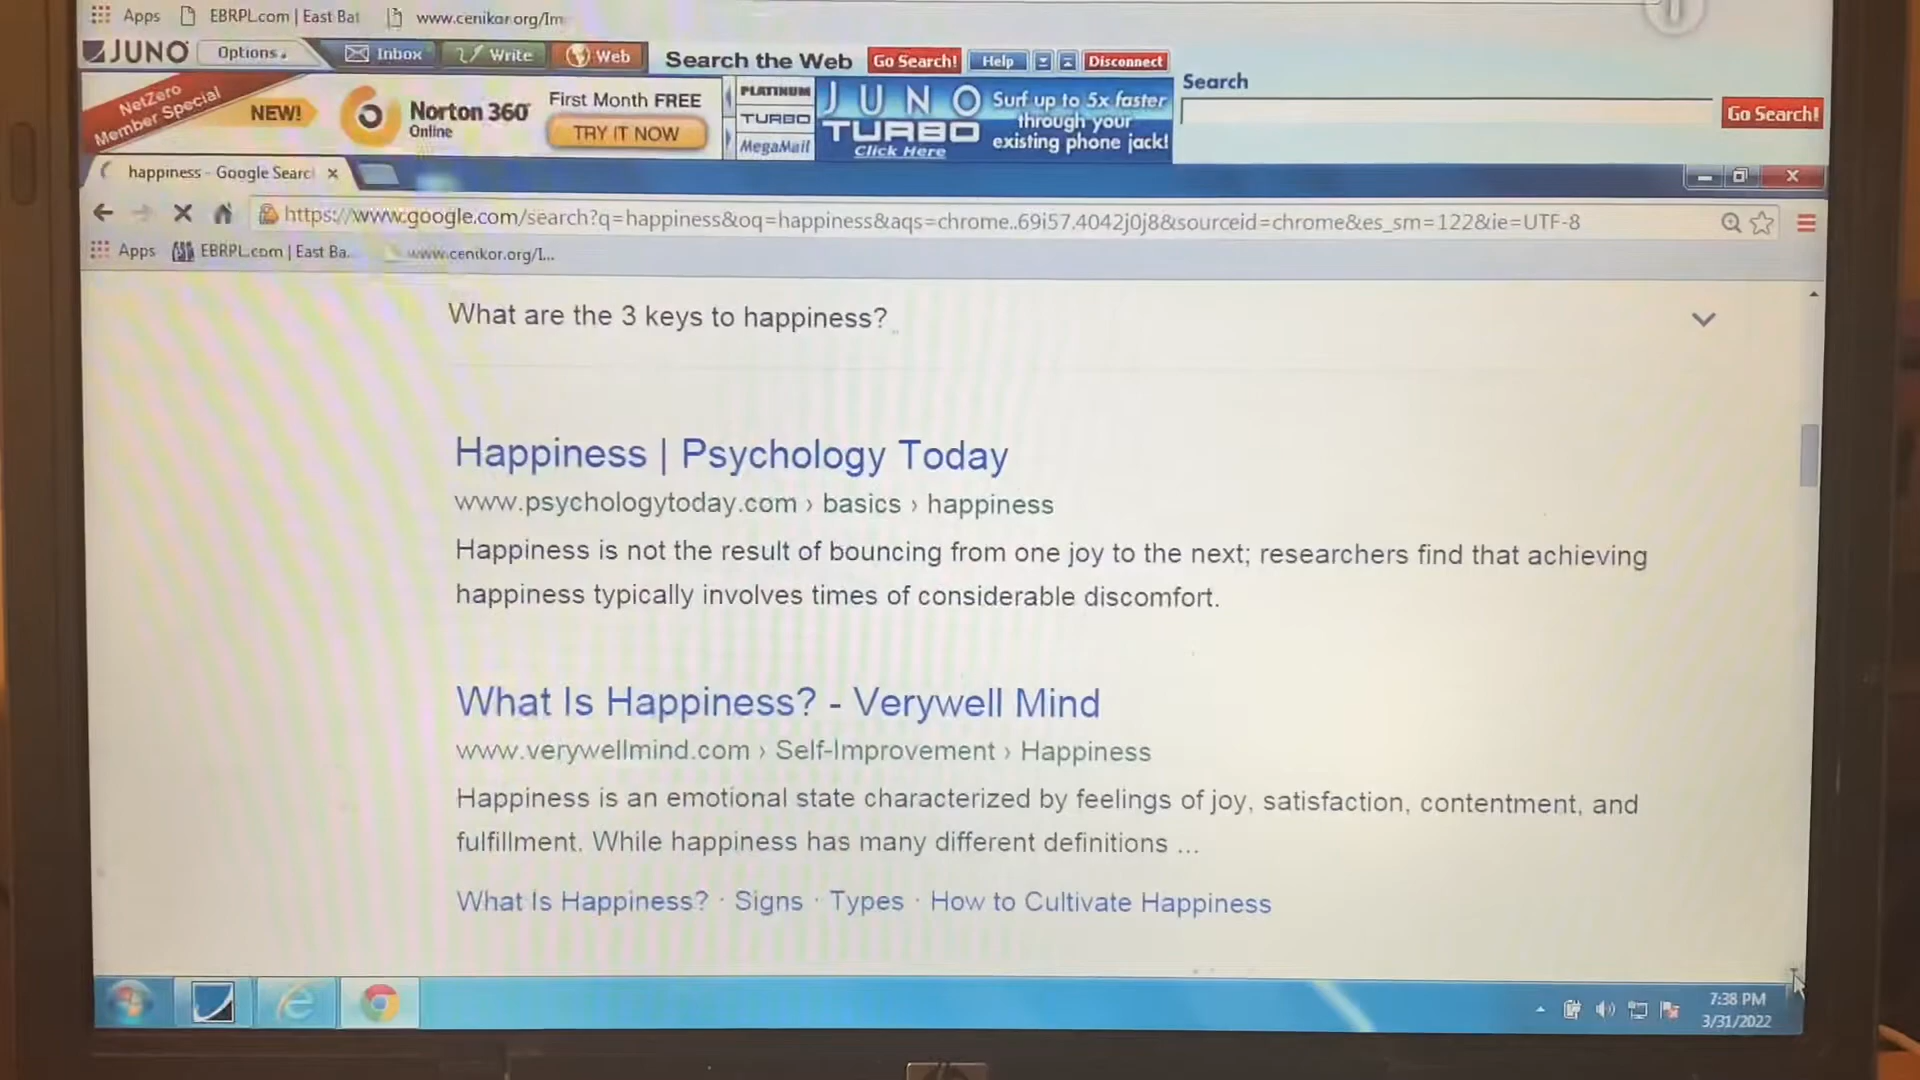 Apps EBRPL.com | East Bat www.cenikor.org/Im
JUNO Options Inbox Write Web Search the Web Go Search! Help Disconnect
Search
Go Search!
NetZero
Member Special
NEW!
Norton 360
Online
First Month FREE
TRY IT NOW
PLATINUM
TURBO
MegaMail
JUNO
TURBO
Click Here
Surf up to 5x faster
through your
existing phone jack!
happiness - Google Searc
https://www.google.com/search?q=happiness&oq=happiness&aqs=chrome..69i57.4042j0j8&sourceid=chrome&es_sm=122&ie=UTF-8
Apps EBRPL.com | East Ba... www.cenikor.org/I...
What are the 3 keys to happiness?
Happiness | Psychology Today
www.psychologytoday.com › basics › happiness
Happiness is not the result of bouncing from one joy to the next; researchers find that achieving
happiness typically involves times of considerable discomfort.
What Is Happiness? - Verywell Mind
www.verywellmind.com › Self-Improvement › Happiness
Happiness is an emotional state characterized by feelings of joy, satisfaction, contentment, and
fulfillment. While happiness has many different definitions ...
What Is Happiness? · Signs · Types · How to Cultivate Happiness
7:38 PM
3/31/2022